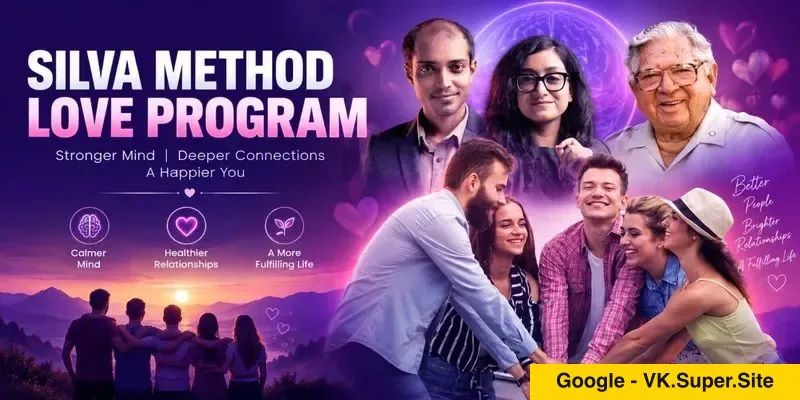 SILVA METHOD
LOVE PROGRAM
Stronger Mind | Deeper Connections
A Happier You
Calmer
Mind
Healthier
Relationships
A More
Fulfilling Life
Better
People
Brighter
Relationships
A Fulfilling Life
Google - VK.Super.Site